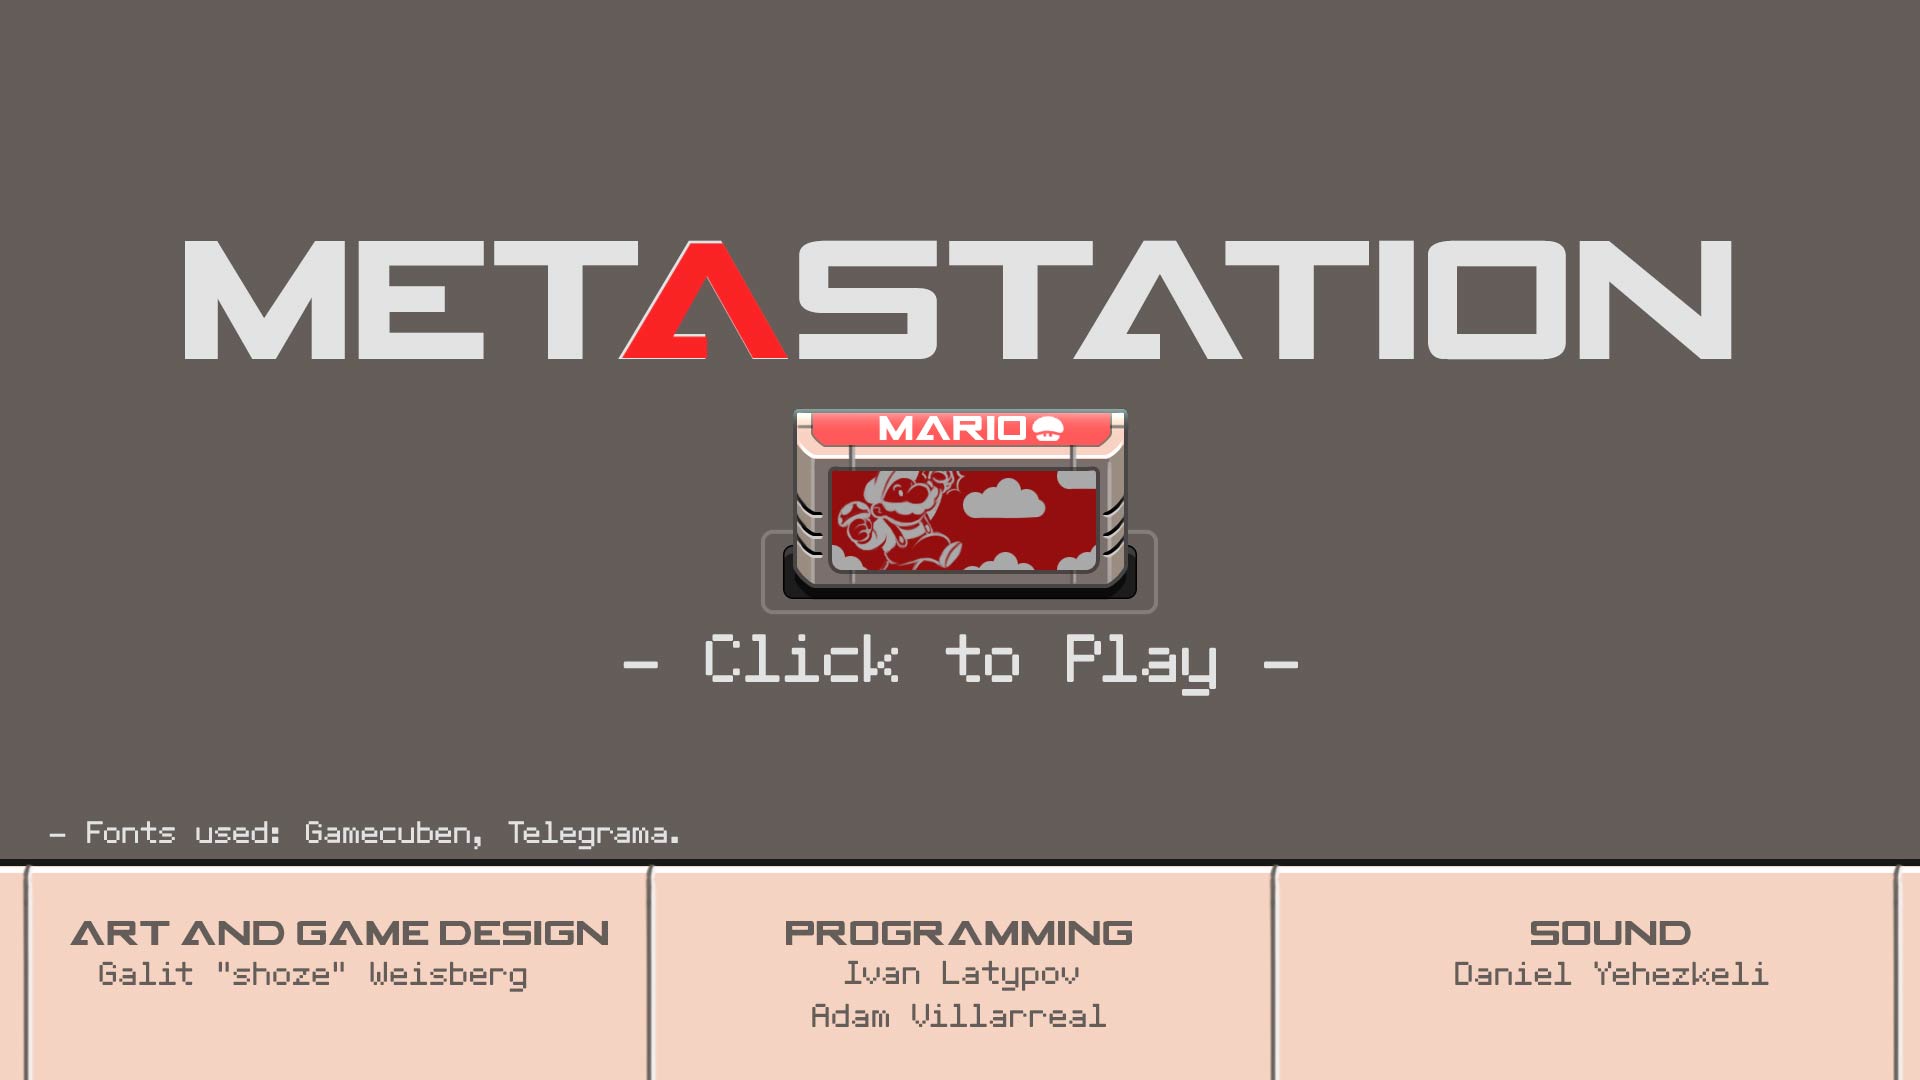 METASTATION
MARIO
- Click to Play -
- Fonts used: Gamecuben, Telegrama.
ART AND GAME DESIGN
Galit "shoze" Weisberg
PROGRAMMING
Ivan Latypov
Adam Villarreal
SOUND
Daniel Yehezkeli